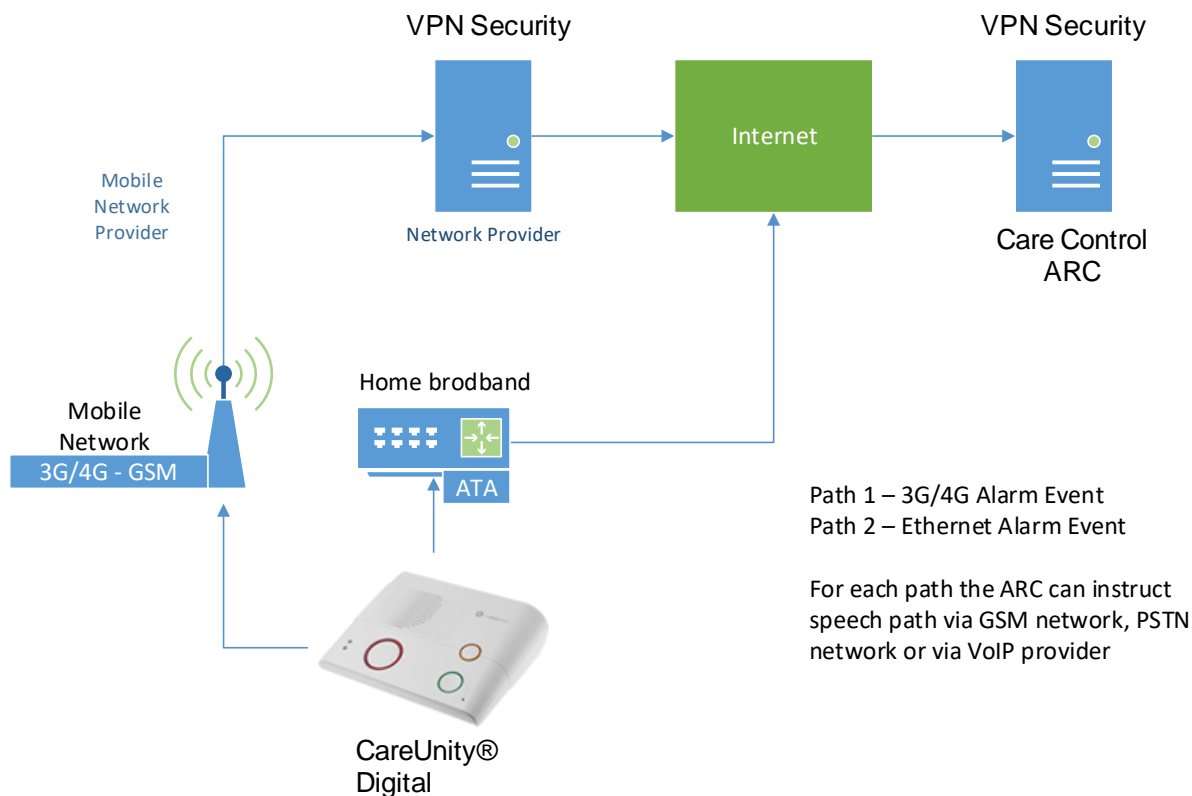 VPN Security
VPN Security
Internet
Mobile
Network
Provider
Network Provider
Care Control
ARC
Home brodband
Mobile
Network
3G/4G - GSM
ATA
Path 1 – 3G/4G Alarm Event
Path 2 – Ethernet Alarm Event
For each path the ARC can instruct
speech path via GSM network, PSTN
network or via VoIP provider
CareUnity®
Digital